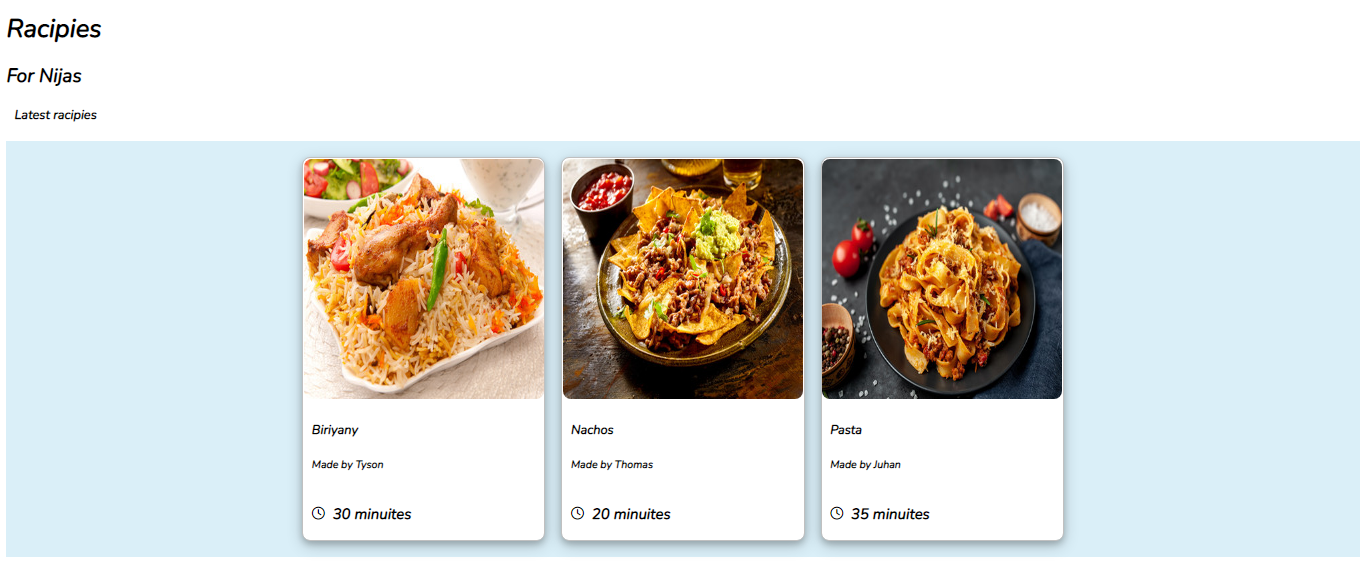 Racipies
For Nijas
Latest racipies
Biriyany
Made by Tyson
30 minuites
Nachos
Made by Thomas
20 minuites
Pasta
Made by Juhan
35 minuites